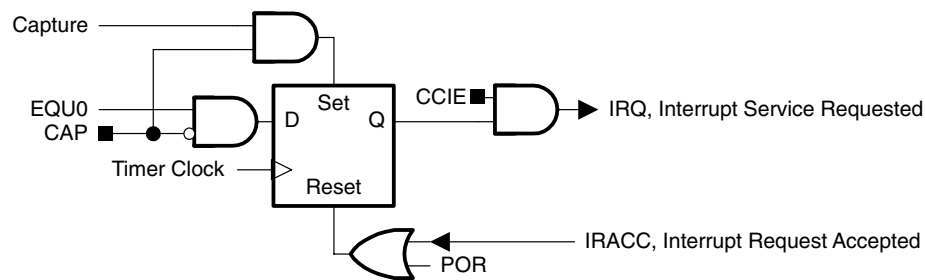 Capture
Set
CCIE
IRQ, Interrupt Service Requested
EQU0
D
Q
CAP
Timer Clock
Reset
IRACC, Interrupt Request Accepted
POR